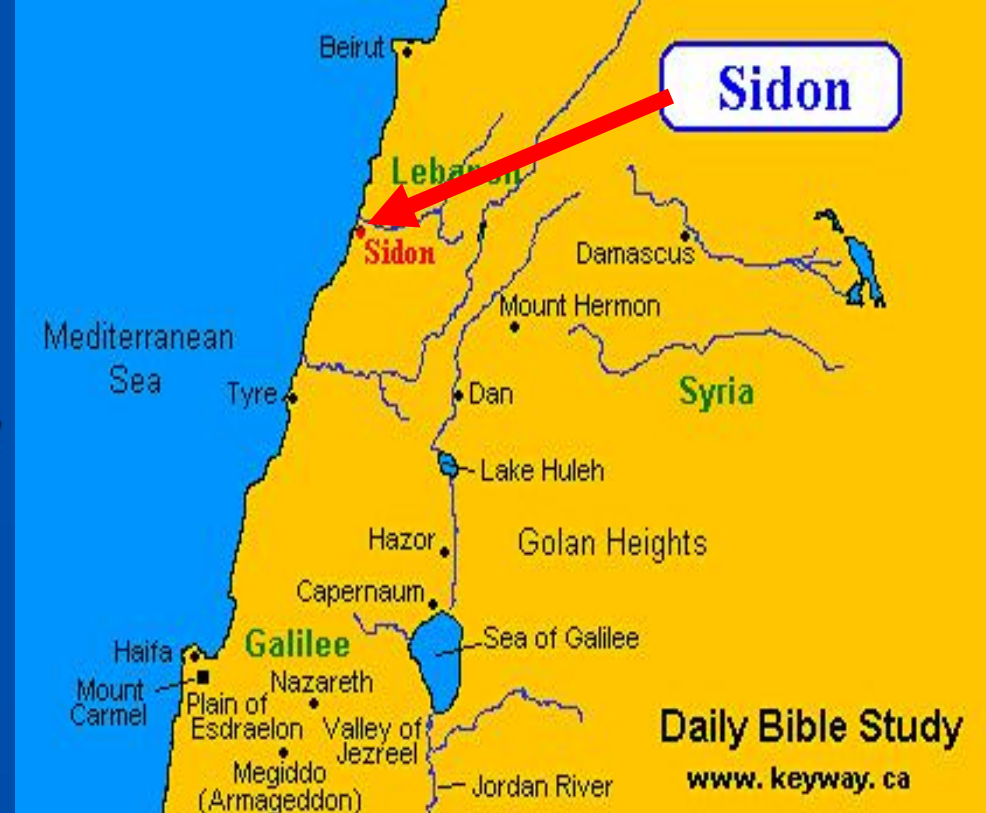 Beirut
Sidon
Lebanon
Sidon
Damascus
Mount Hermon
Mediterranean
Sea
Syria
Tyre
Dan
Lake Huleh
Hazor
Golan Heights
Capernaum
Galilee
Sea of Galilee
Haifa
Mount
Carmel
Nazareth
Plain of
Esdraelon
Valley of
Jezreel
Megiddo
(Armageddon)
Jordan River
Daily Bible Study
www.keyway.ca